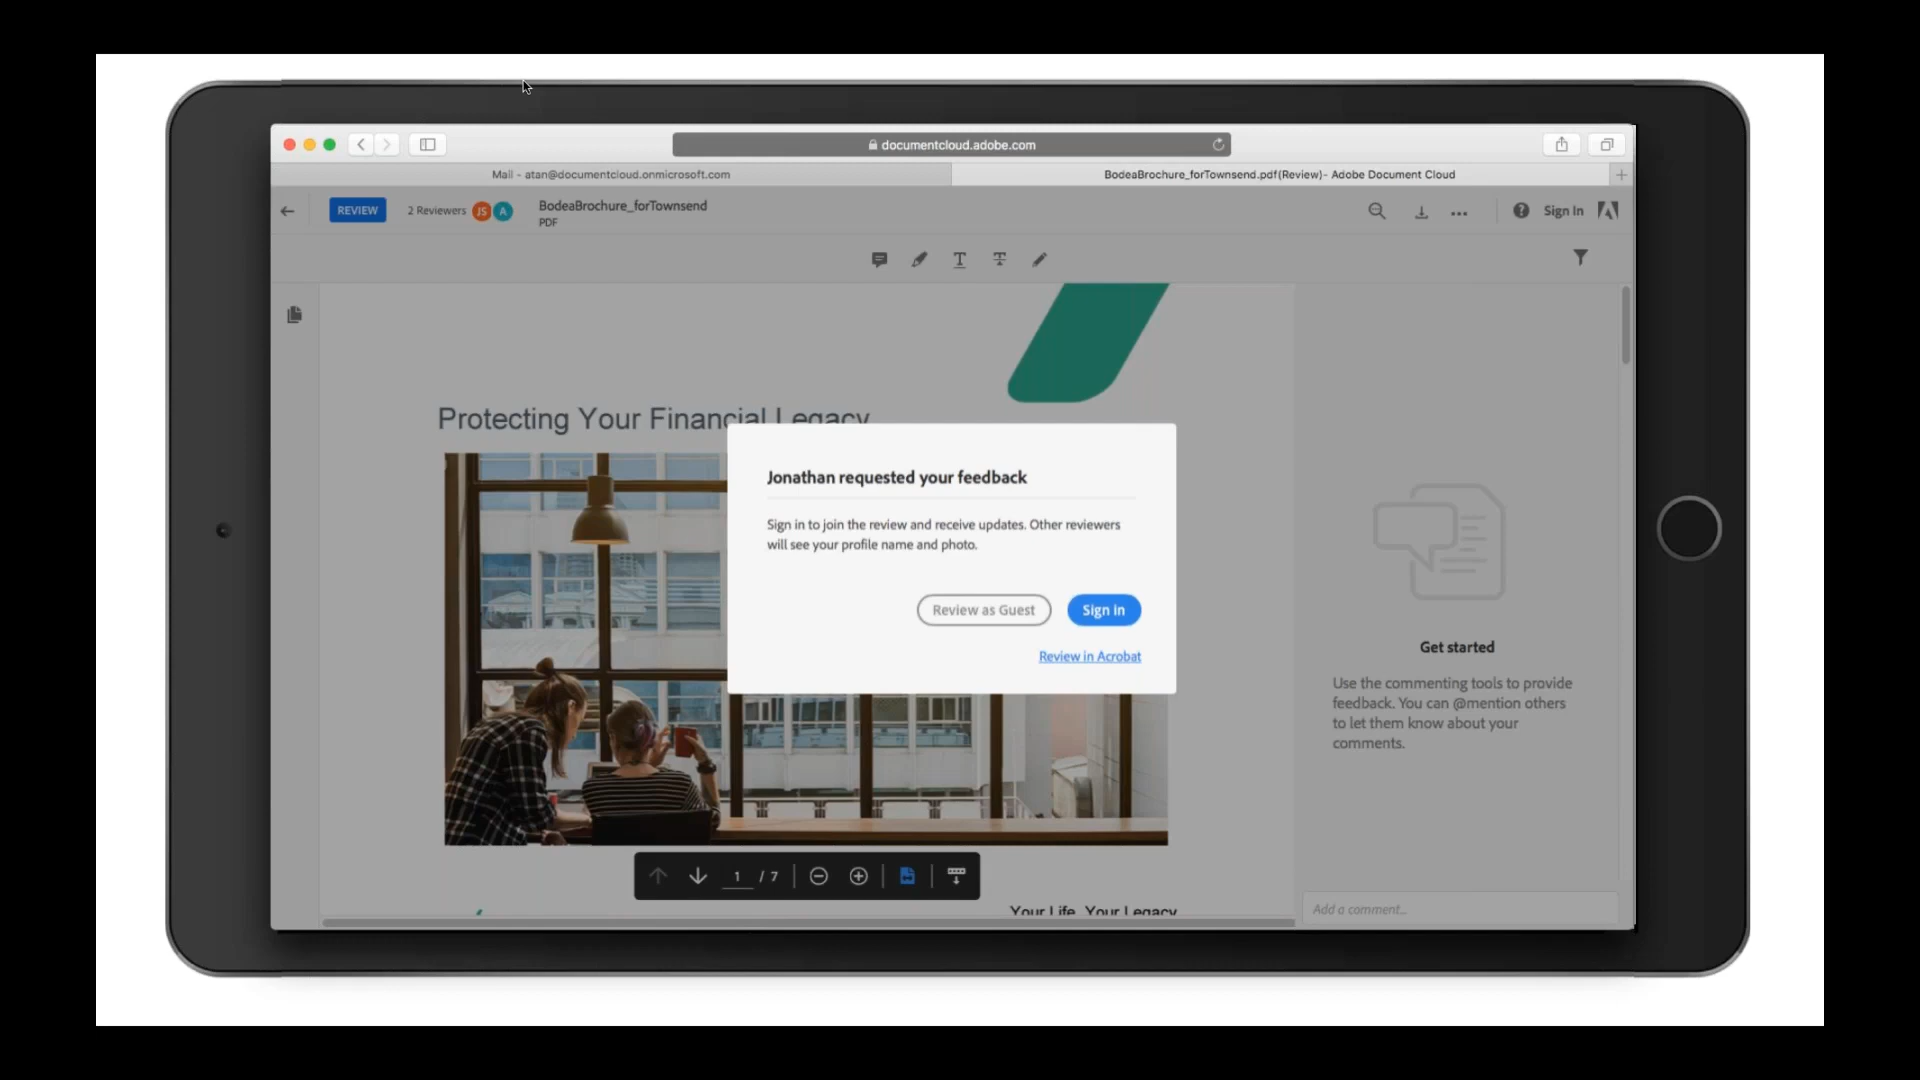 documentcloud.adobe.com
Mail - atan@documentcloud.onmicrosoft.com
BodeaBrochure_forTownsend.pdf(Review)- Adobe Document Cloud
REVIEW
2 Reviewers
JS
A
BodeaBrochure_forTownsend
PDF
Sign In
Protecting Your Financial Legacy
Jonathan requested your feedback
Sign in to join the review and receive updates. Other reviewers
will see your profile name and photo.
Review as Guest
Sign in
Review in Acrobat
Get started
Use the commenting tools to provide
feedback. You can @mention others
to let them know about your
comments.
1 / 7
Your Life, Your Legacy
Add a comment...